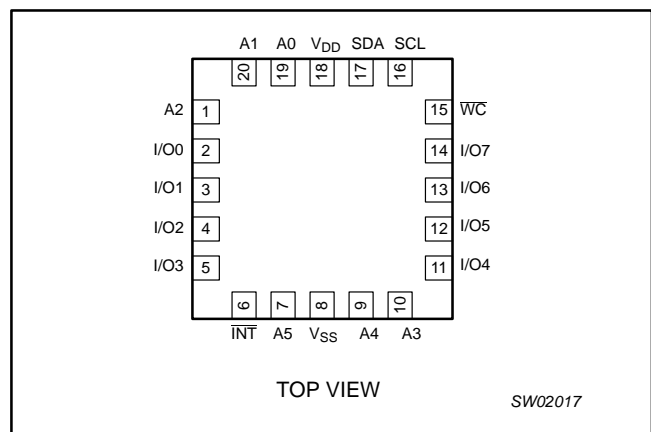 A1 A0 VDD SDA SCL
20 19 18 17 16
A2 1 15 W̅C̅
I/O0 2 14 I/O7
I/O1 3 13 I/O6
I/O2 4 12 I/O5
I/O3 5 11 I/O4
6 7 8 9 10
I̅N̅T̅ A5 VSS A4 A3
TOP VIEW
SW02017